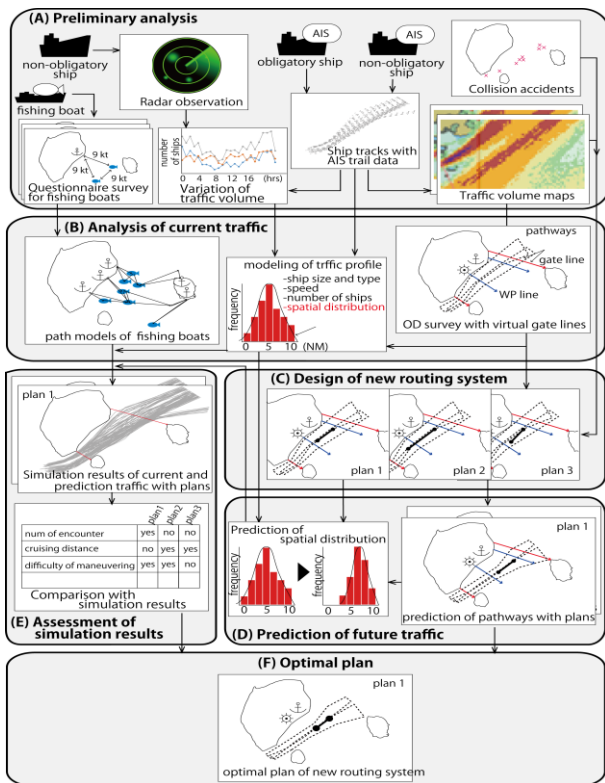 (A) Preliminary analysis
AIS
AIS
non-obligatory
ship
obligatory
ship
non-obligatory
ship
Collision accidents
fishing boat
Radar observation
number
of ships
0 4 8 12 16 (hrs)
9 kt
9 kt
9 kt
Questionnaire survey
for fishing boats
Variation of
traffic volume
Ship tracks with
AIS trail data
Traffic volume maps
(B) Analysis of current traffic
pathways
gate line
WP line
modeling of trffic profile
-ship size and type
-speed
-number of ships
-spatial distribution
frequency
0 5 10 (NM)
path models of fishing boats
OD survey with virtual gate lines
(C) Design of new routing system
plan 1
plan 2
plan 3
plan 1
Simulation results of current and
prediction traffic with plans
plan1
plan2
plan3
num of encounter yes no no
cruising distance no yes yes
difficulty of maneuvering yes yes no
Comparison with
simulation results
(E) Assessment of
simulation results
Prediction of
spatial distribution
frequency
0 5 10
frequency
0 5 10
plan 1
prediction of pathways with plans
(D) Prediction of future traffic
(F) Optimal plan
plan 1
optimal plan of new routing system